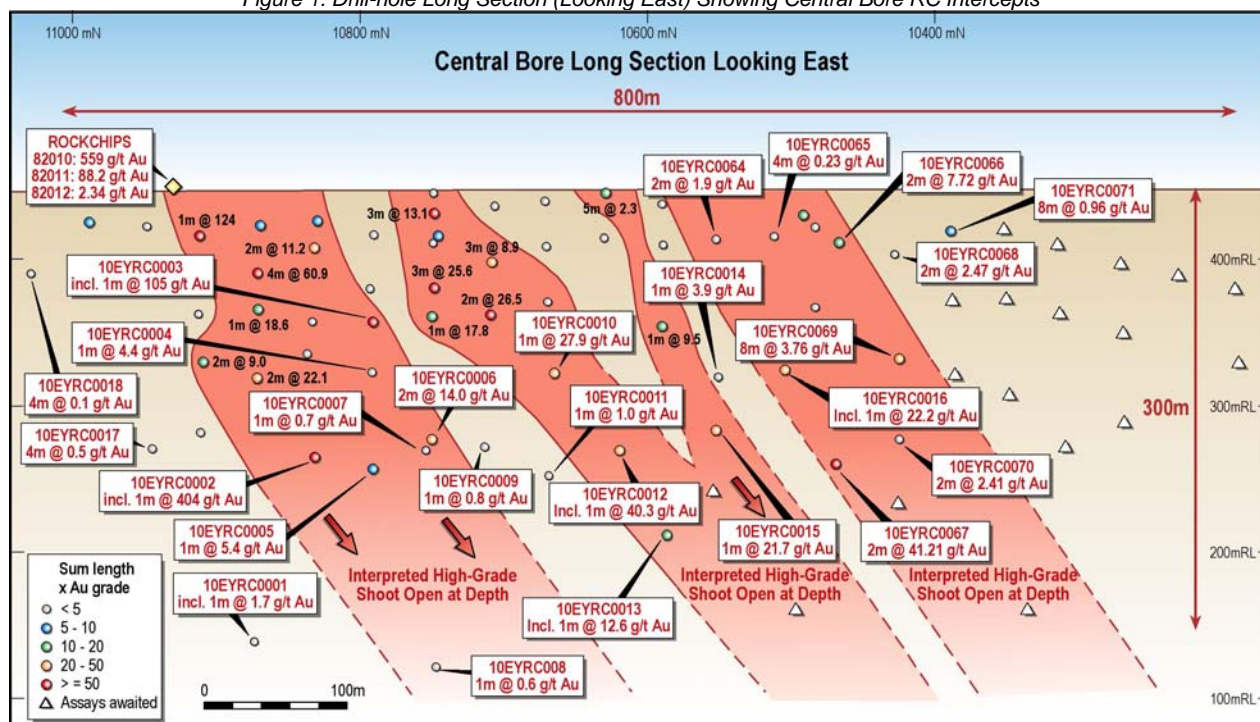 Figure 1: Drill-hole Long Section (Looking East) Showing Central Bore RC Intercepts
11000 mN
10800 mN
10600 mN
10400 mN
Central Bore Long Section Looking East
800m
ROCKCHIPS
82010: 559 g/t Au
82011: 88.2 g/t Au
82012: 2.34 g/t Au
10EYRC0064
2m @ 1.9 g/t Au
10EYRC0065
4m @ 0.23 g/t Au
10EYRC0066
2m @ 7.72 g/t Au
10EYRC0071
8m @ 0.96 g/t Au
1m @ 124
3m @ 13.1
5m @ 2.3
2m @ 11.2
3m @ 8.9
10EYRC0068
2m @ 2.47 g/t Au
400mRL
10EYRC0003
incl. 1m @ 105 g/t Au
4m @ 60.9
3m @ 25.6
10EYRC0014
1m @ 3.9 g/t Au
2m @ 26.5
10EYRC0004
1m @ 4.4 g/t Au
1m @ 18.6
1m @ 17.8
10EYRC0010
1m @ 27.9 g/t Au
1m @ 9.5
10EYRC0069
8m @ 3.76 g/t Au
2m @ 9.0
2m @ 22.1
10EYRC0018
4m @ 0.1 g/t Au
10EYRC0007
1m @ 0.7 g/t Au
10EYRC0006
2m @ 14.0 g/t Au
10EYRC0011
1m @ 1.0 g/t Au
10EYRC0016
Incl. 1m @ 22.2 g/t Au
300mRL
300m
10EYRC0017
4m @ 0.5 g/t Au
10EYRC0002
incl. 1m @ 404 g/t Au
10EYRC0009
1m @ 0.8 g/t Au
10EYRC0012
Incl. 1m @ 40.3 g/t Au
10EYRC0070
2m @ 2.41 g/t Au
10EYRC0005
1m @ 5.4 g/t Au
10EYRC0015
1m @ 21.7 g/t Au
10EYRC0067
2m @ 41.21 g/t Au
200mRL
10EYRC0001
incl. 1m @ 1.7 g/t Au
Interpreted High-Grade
Shoot Open at Depth
10EYRC0013
Incl. 1m @ 12.6 g/t Au
Interpreted High-Grade
Shoot Open at Depth
Interpreted High-Grade
Shoot Open at Depth
10EYRC008
1m @ 0.6 g/t Au
Sum length
x Au grade
< 5
5 - 10
10 - 20
20 - 50
> = 50
Assays awaited
0
100m
100mRL